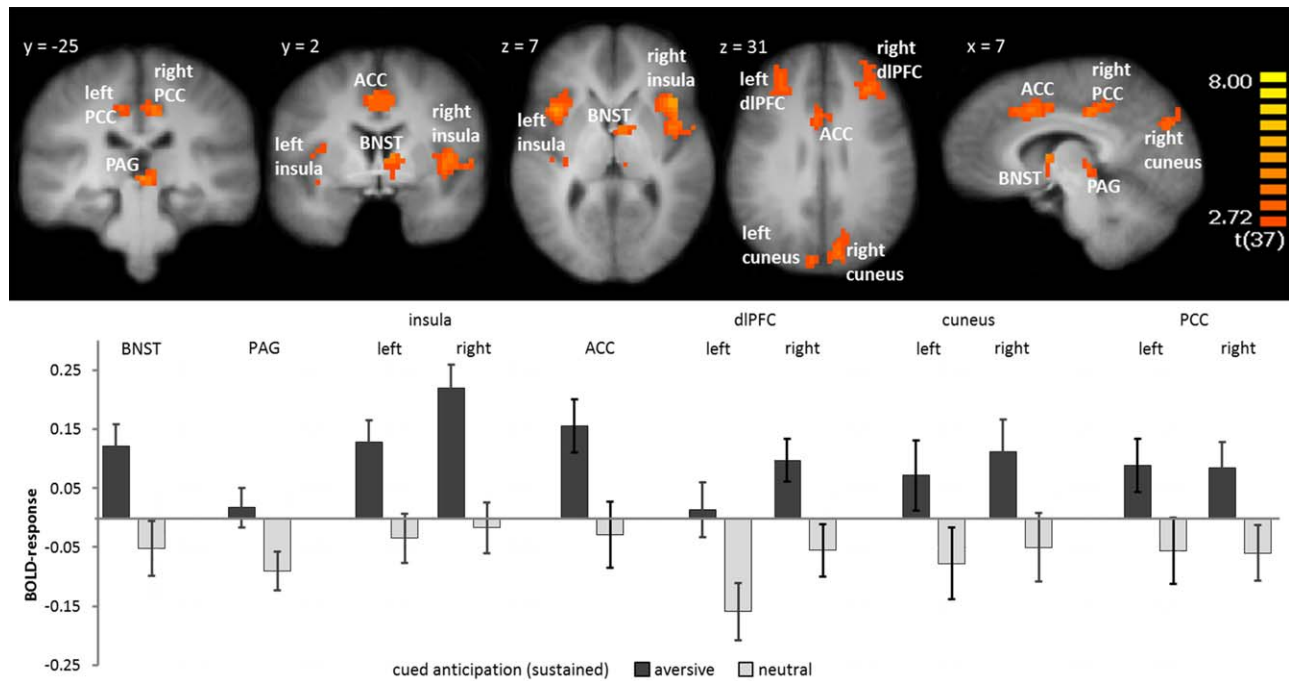 y = -25
left PCC
right PCC
PAG
y = 2
ACC
left insula
BNST
right insula
z = 7
left insula
BNST
right insula
z = 31
left dlPFC
right dlPFC
ACC
left cuneus
right cuneus
x = 7
ACC
right PCC
right cuneus
BNST
PAG
8.00
2.72
t(37)
insula
dlPFC
cuneus
PCC
BNST
PAG
left
right
ACC
left
right
left
right
left
right
0.25
0.15
0.05
-0.05
-0.15
-0.25
BOLD-response
cued anticipation (sustained) aversive neutral